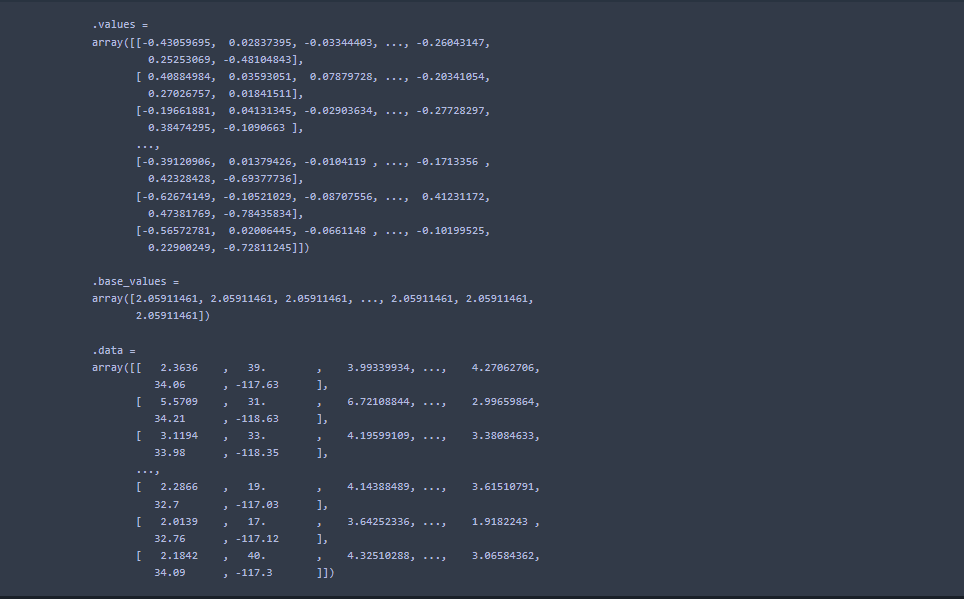 .values =
array([[-0.43059695,  0.02837395, -0.03344403, ..., -0.26043147,
         0.25253069, -0.48104843],
       [ 0.40884984,  0.03593051,  0.07879728, ..., -0.20341054,
         0.27026757,  0.01841511],
       [-0.19661881,  0.04131345, -0.02903634, ..., -0.27728297,
         0.38474295, -0.1090663 ],
       ...,
       [-0.39120906,  0.01379426, -0.0104119 , ..., -0.1713356 ,
         0.42328428, -0.69377736],
       [-0.62674149, -0.10521029, -0.08707556, ...,  0.41231172,
         0.47381769, -0.78435834],
       [-0.56572781,  0.02006445, -0.0661148 , ..., -0.10199525,
         0.22900249, -0.72811245]])
.base_values =
array([2.05911461, 2.05911461, 2.05911461, ..., 2.05911461, 2.05911461,
       2.05911461])
.data =
array([[   2.3636    ,   39.        ,    3.99339934, ...,    4.27062706,
          34.06      , -117.63      ],
       [   5.5709    ,   31.        ,    6.72108844, ...,    2.99659864,
          34.21      , -118.63      ],
       [   3.1194    ,   33.        ,    4.19599109, ...,    3.38084633,
          33.98      , -118.35      ],
       ...,
       [   2.2866    ,   19.        ,    4.14388489, ...,    3.61510791,
          32.7       , -117.03      ],
       [   2.0139    ,   17.        ,    3.64252336, ...,    1.9182243 ,
          32.76      , -117.12      ],
       [   2.1842    ,   40.        ,    4.32510288, ...,    3.06584362,
          34.09      , -117.3       ]])